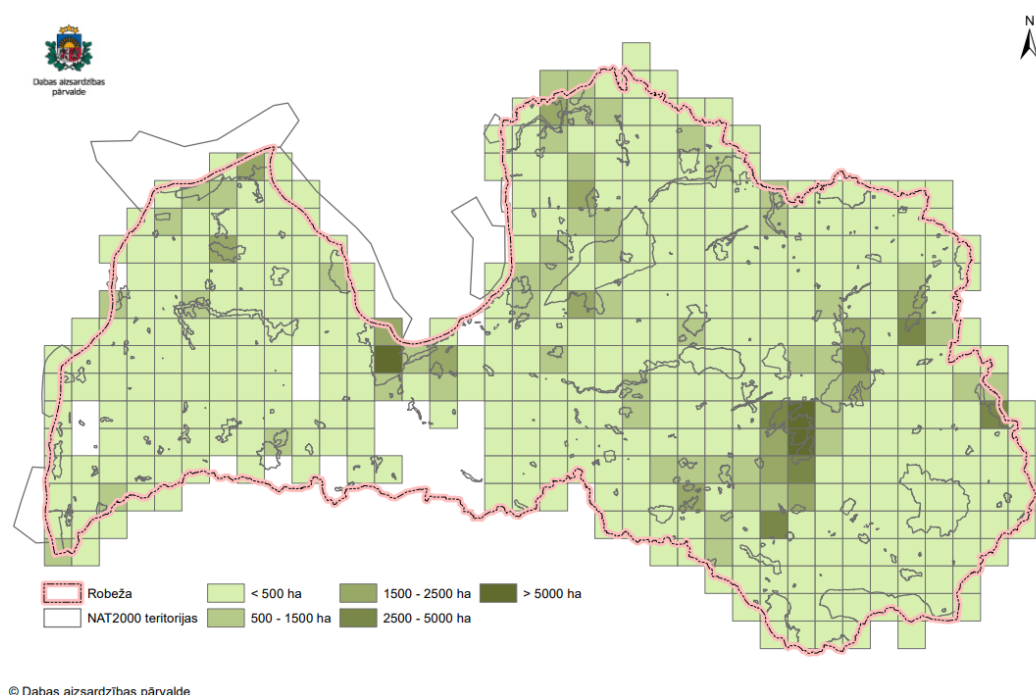 N
Dabas aizsardzības
pārvalde
Robeža
NAT2000 teritorijas
< 500 ha
500 - 1500 ha
1500 - 2500 ha
2500 - 5000 ha
> 5000 ha
© Dabas aizsardzības pārvalde